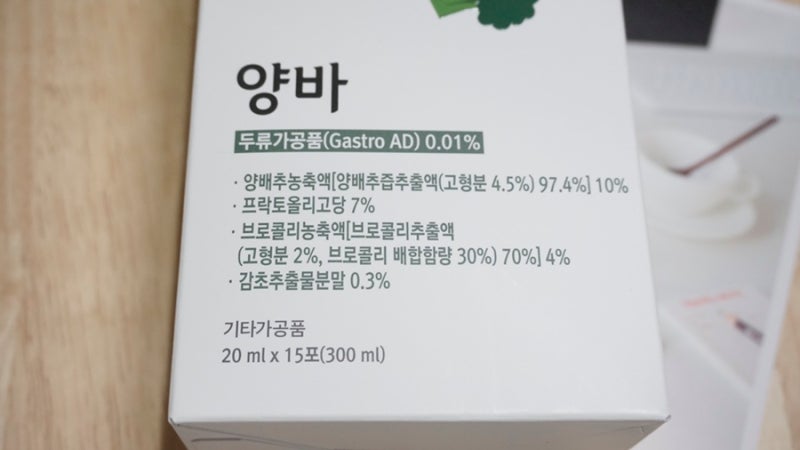 양바
두류가공품(Gastro AD) 0.01%
· 양배추농축액[양배추즙추출액(고형분 4.5%) 97.4%] 10%
· 프락토올리고당 7%
· 브로콜리농축액[브로콜리추출액
(고형분 2%, 브로콜리 배합함량 30%) 70%] 4%
· 감초추출물분말 0.3%
기타가공품
20 ml x 15포(300 ml)